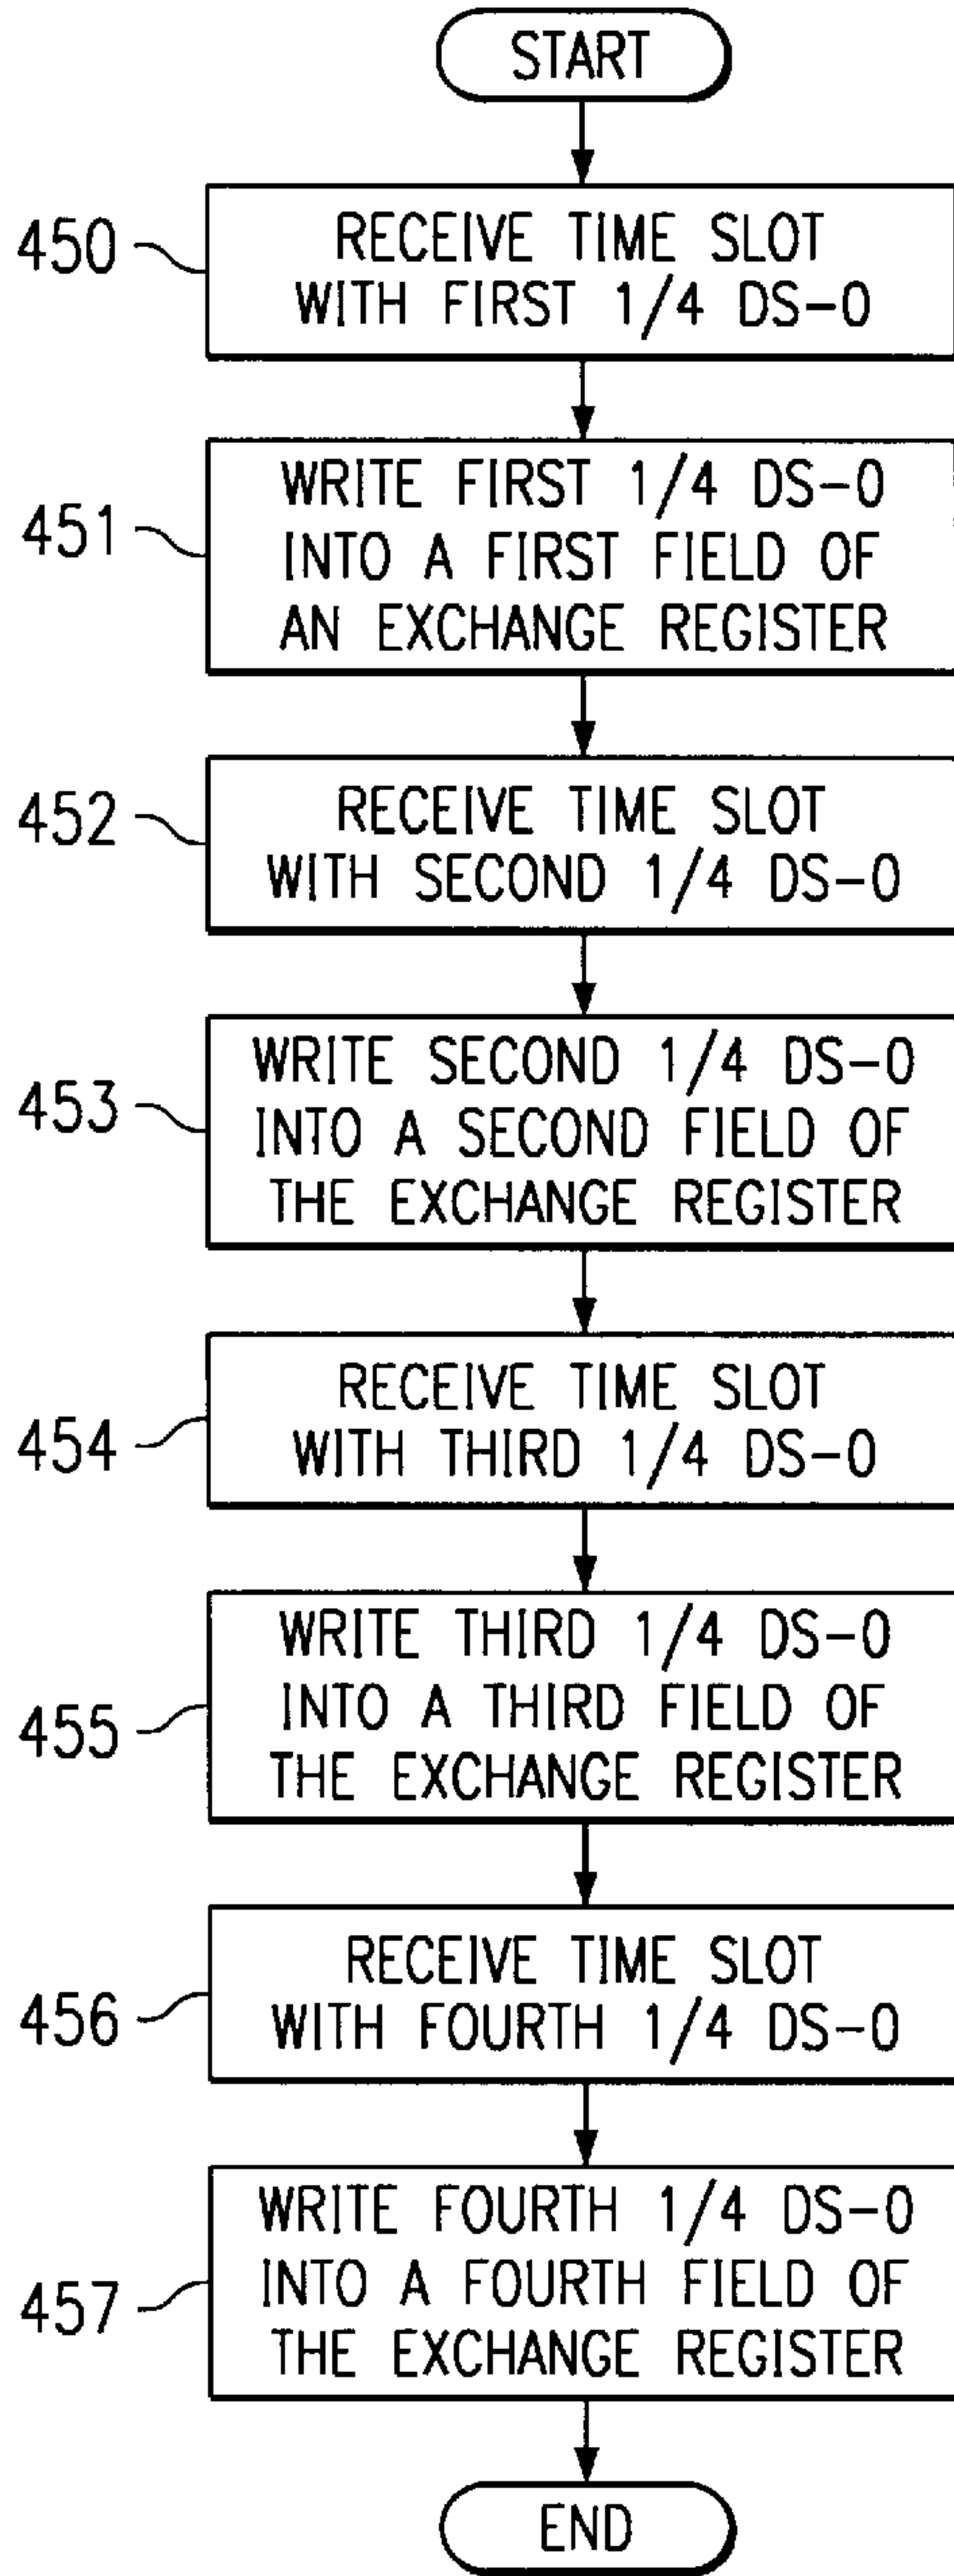 START
450
RECEIVE TIME SLOT
WITH FIRST 1/4 DS-0
451
WRITE FIRST 1/4 DS-0
INTO A FIRST FIELD OF
AN EXCHANGE REGISTER
452
RECEIVE TIME SLOT
WITH SECOND 1/4 DS-0
453
WRITE SECOND 1/4 DS-0
INTO A SECOND FIELD OF
THE EXCHANGE REGISTER
454
RECEIVE TIME SLOT
WITH THIRD 1/4 DS-0
455
WRITE THIRD 1/4 DS-0
INTO A THIRD FIELD OF
THE EXCHANGE REGISTER
456
RECEIVE TIME SLOT
WITH FOURTH 1/4 DS-0
457
WRITE FOURTH 1/4 DS-0
INTO A FOURTH FIELD OF
THE EXCHANGE REGISTER
END